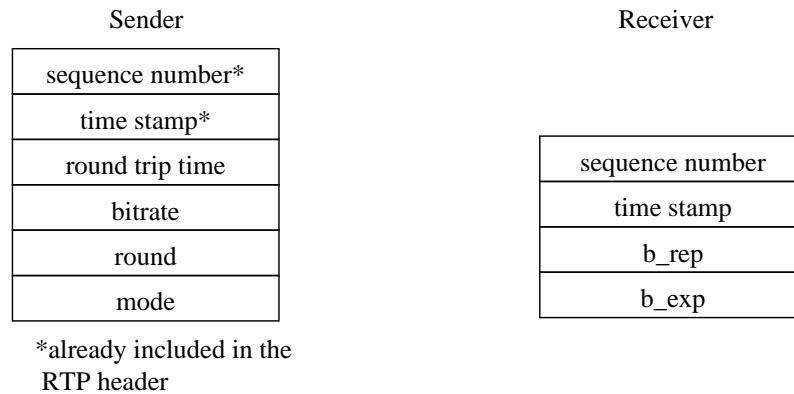 Sender
sequence number*
time stamp*
round trip time
bitrate
round
mode
*already included in the
RTP header
Receiver
sequence number
time stamp
b_rep
b_exp